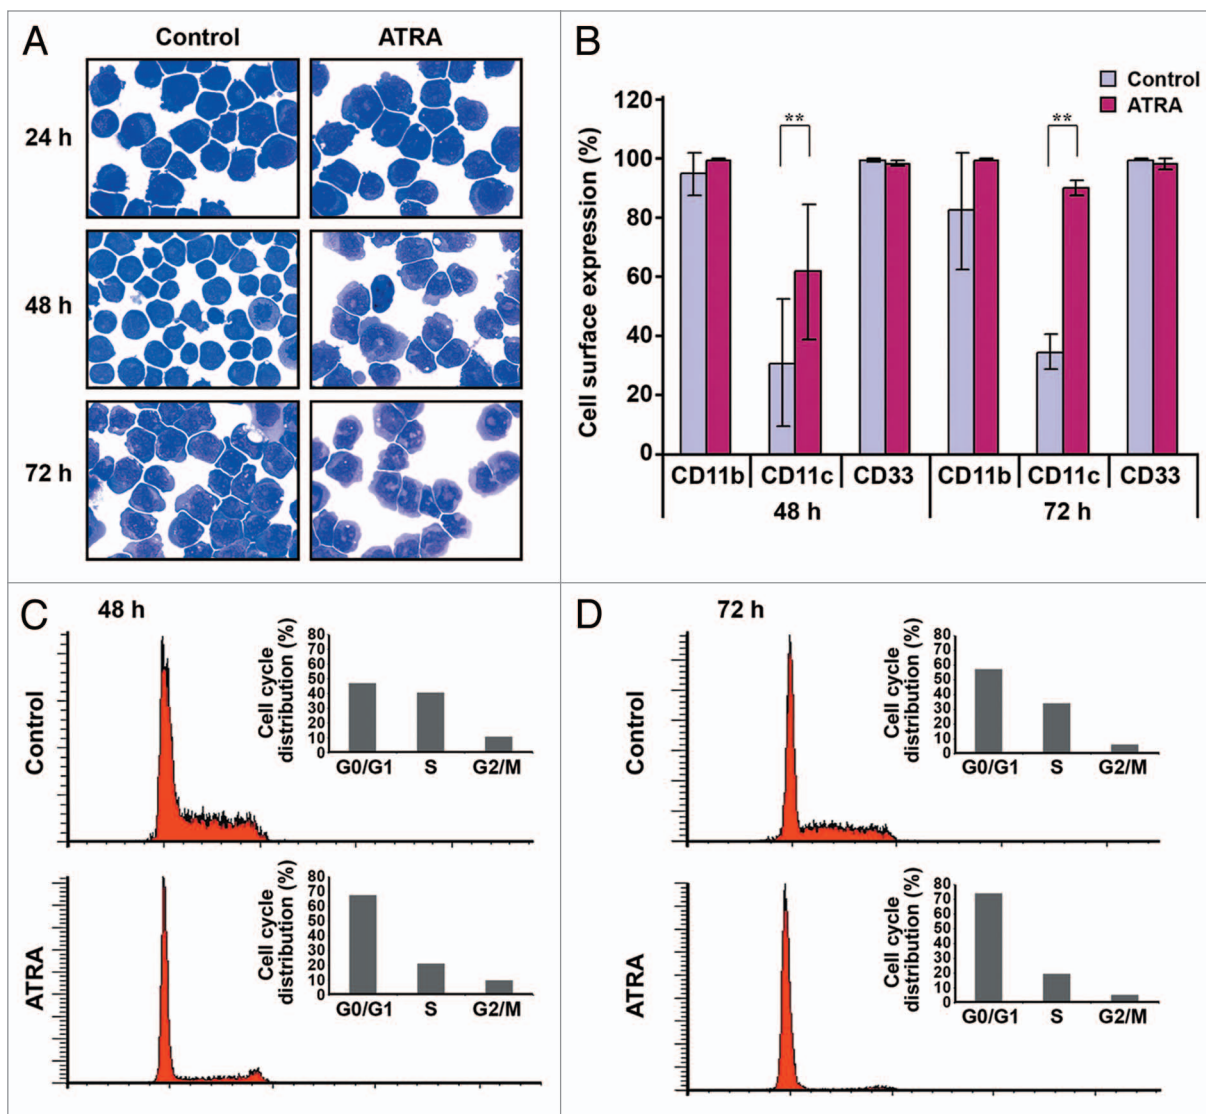 A
Control
ATRA
24 h
48 h
72 h
B
Control
ATRA
Cell surface expression (%)
120
100
80
60
40
20
0
**
**
CD11b
CD11c
CD33
CD11b
CD11c
CD33
48 h
72 h
C
48 h
Control
Cell cycle
distribution (%)
80
70
60
50
40
30
20
10
0
G0/G1
S
G2/M
ATRA
Cell cycle
distribution (%)
80
70
60
50
40
30
20
10
0
G0/G1
S
G2/M
D
72 h
Control
Cell cycle
distribution (%)
80
70
60
50
40
30
20
10
0
G0/G1
S
G2/M
ATRA
Cell cycle
distribution (%)
80
70
60
50
40
30
20
10
0
G0/G1
S
G2/M